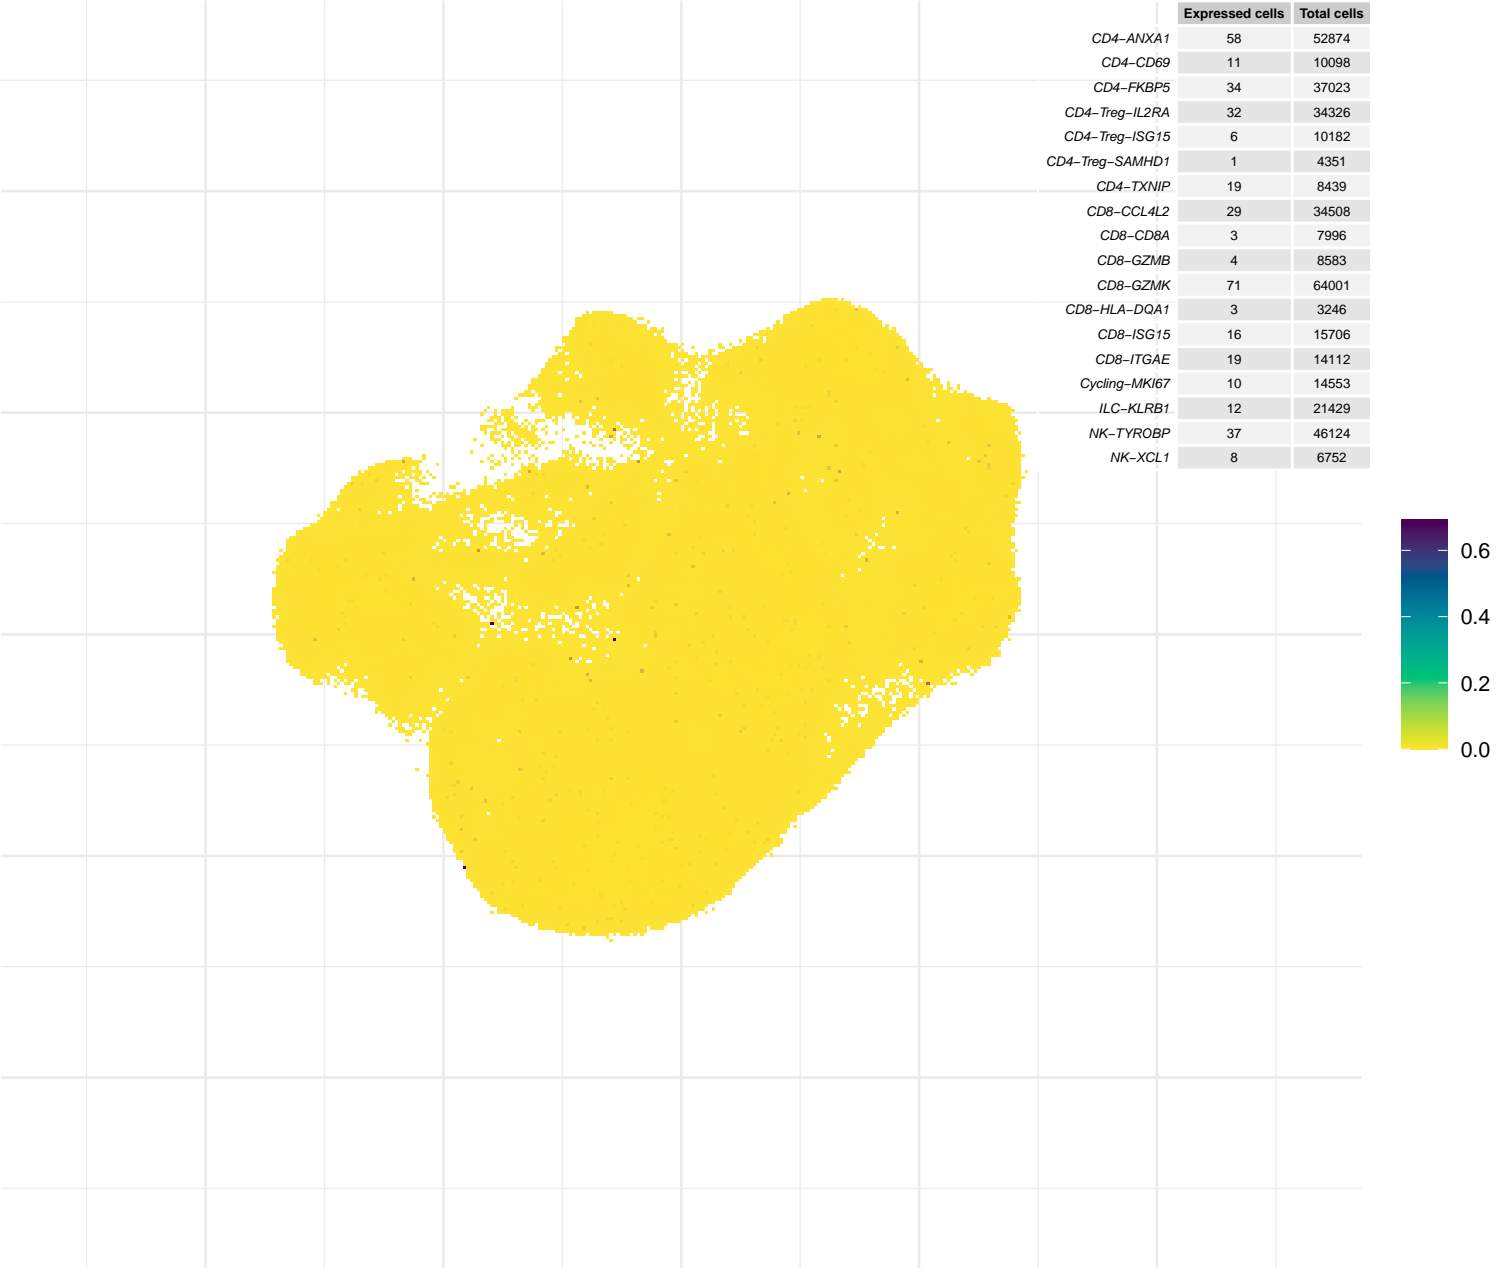 Expressed cells Total cells
CD4−ANXA1 58 52874
CD4−CD69 11 10098
CD4−FKBP5 34 37023
CD4−Treg−IL2RA 32 34326
CD4−Treg−ISG15 6 10182
CD4−Treg−SAMHD1 1 4351
CD4−TXNIP 19 8439
CD8−CCL4L2 29 34508
CD8−CD8A 3 7996
CD8−GZMB 4 8583
CD8−GZMK 71 64001
CD8−HLA−DQA1 3 3246
CD8−ISG15 16 15706
CD8−ITGAE 19 14112
Cycling−MKI67 10 14553
ILC−KLRB1 12 21429
NK−TYROBP 37 46124
NK−XCL1 8 6752
0.6
0.4
0.2
0.0